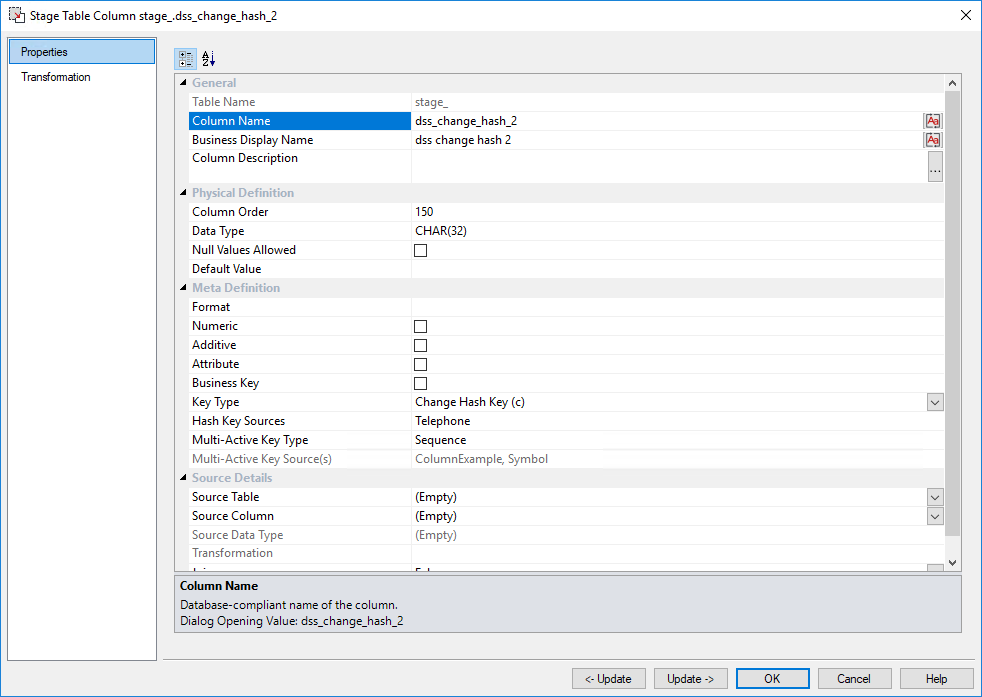 Stage Table Column stage_.dss_change_hash_2
Properties
Transformation
General
Table Name stage_
Column Name dss_change_hash_2
Business Display Name dss change hash 2
Column Description
...
Physical Definition
Column Order 150
Data Type CHAR(32)
Null Values Allowed
Default Value
Meta Definition
Format
Numeric
Additive
Attribute
Business Key
Key Type Change Hash Key (c)
Hash Key Sources Telephone
Multi-Active Key Type Sequence
Multi-Active Key Source(s) ColumnExample, Symbol
Source Details
Source Table (Empty)
Source Column (Empty)
Source Data Type (Empty)
Transformation
Column Name
Database-compliant name of the column.
Dialog Opening Value: dss_change_hash_2
<- Update Update -> OK Cancel Help